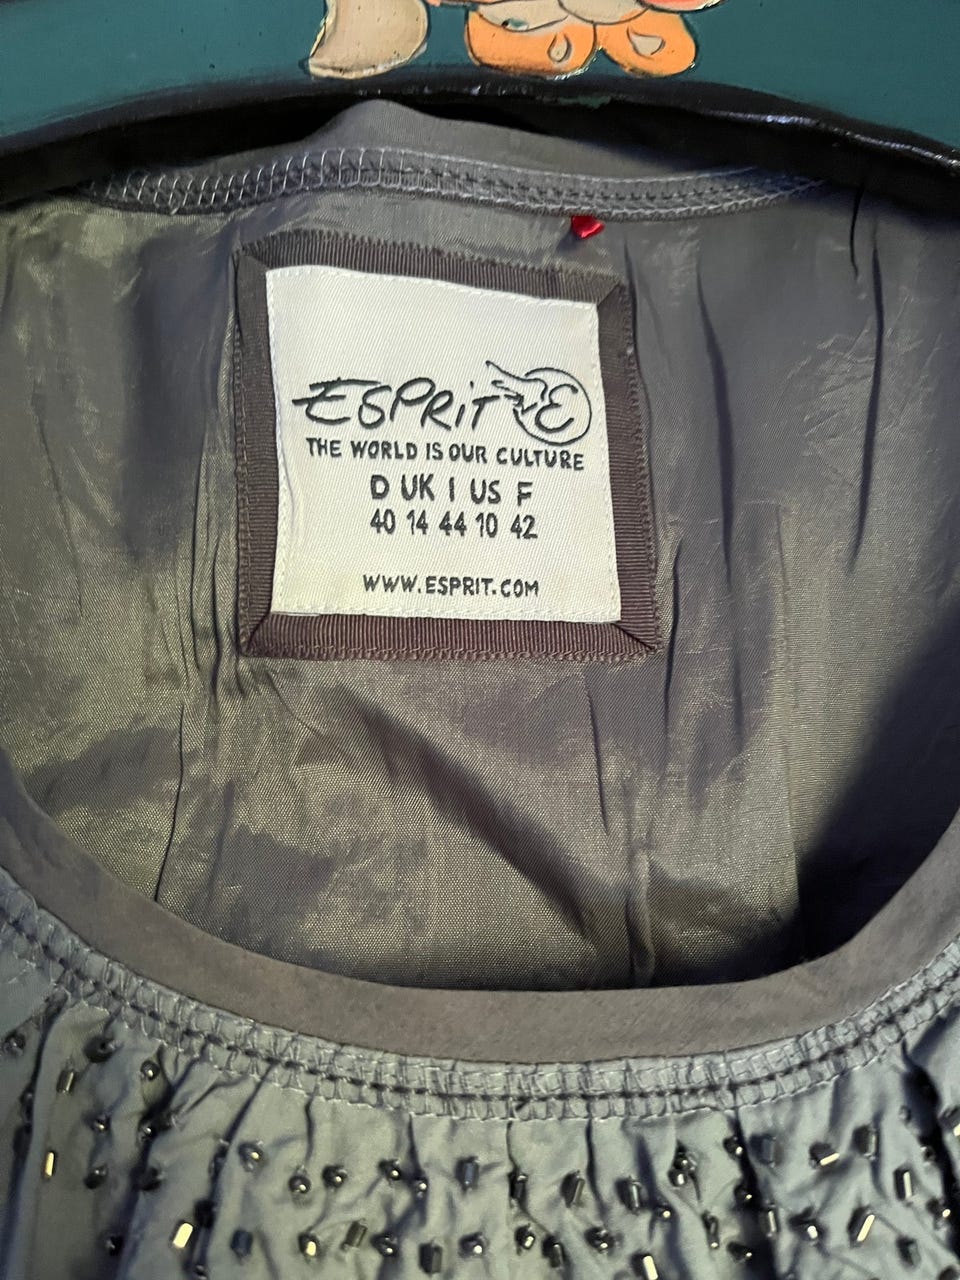 ESPRIT E
THE WORLD IS OUR CULTURE
D UK I US F
40 14 44 10 42
WWW.ESPRIT.COM